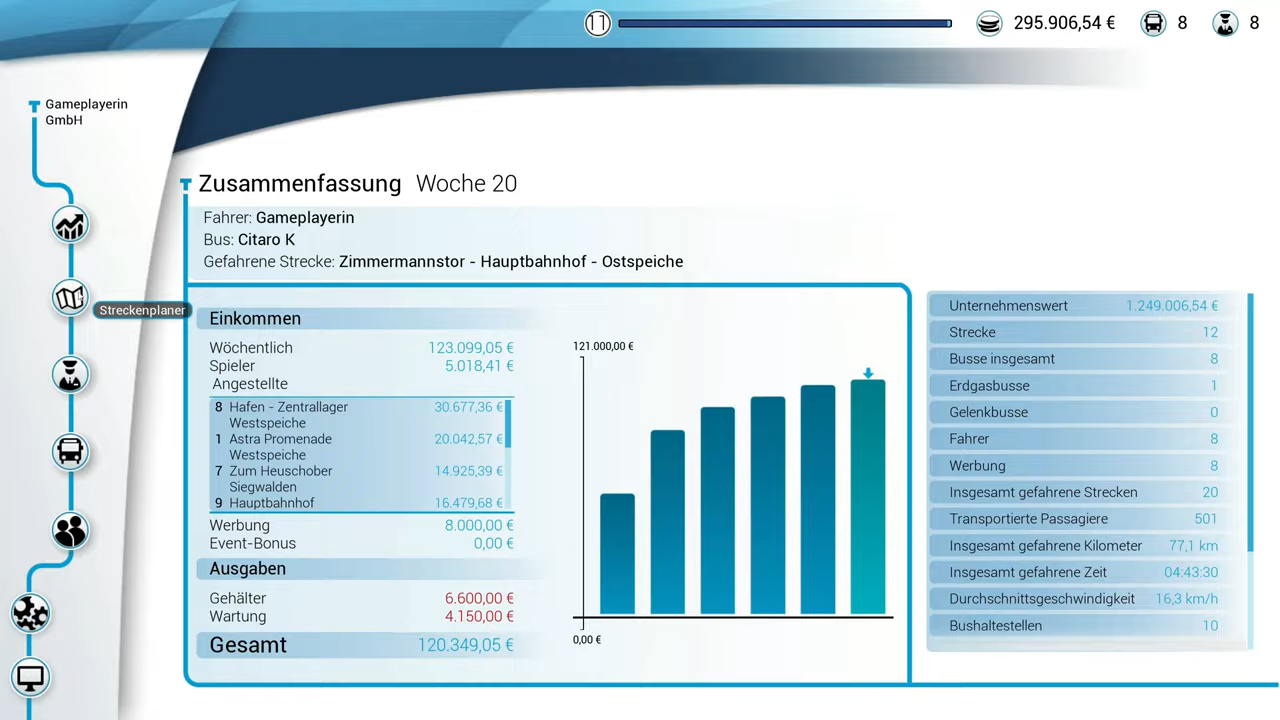 11
295.906,54 €
8
8
Gameplayerin
GmbH
Zusammenfassung Woche 20
Fahrer: Gameplayerin
Bus: Citaro K
Gefahrene Strecke: Zimmermannstor - Hauptbahnhof - Ostspeiche
Streckenplaner
Einkommen
Wöchentlich 123.099,05 €
Spieler 5.018,41 €
Angestellte
8 Hafen - Zentrallager 30.677,36 €
Westspeiche
1 Astra Promenade 20.042,57 €
Westspeiche
7 Zum Heuschober 14.925,39 €
Siegwalden
9 Hauptbahnhof 16.479,68 €
Werbung 8.000,00 €
Event-Bonus 0,00 €
Ausgaben
Gehälter 6.600,00 €
Wartung 4.150,00 €
Gesamt 120.349,05 €
121.000,00 €
0,00 €
Unternehmenswert 1.249.006,54 €
Strecke 12
Busse insgesamt 8
Erdgasbusse 1
Gelenkbusse 0
Fahrer 8
Werbung 8
Insgesamt gefahrene Strecken 20
Transportierte Passagiere 501
Insgesamt gefahrene Kilometer 77,1 km
Insgesamt gefahrene Zeit 04:43:30
Durchschnittsgeschwindigkeit 16,3 km/h
Bushaltestellen 10